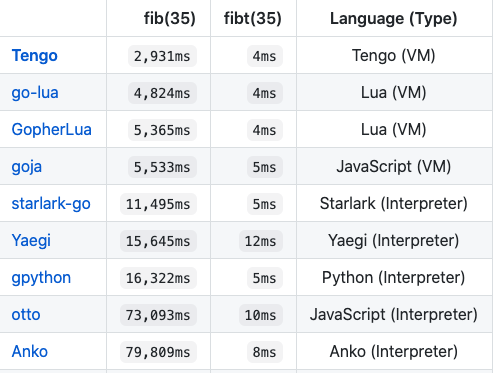 fib(35) fibt(35) Language (Type)
Tengo 2,931ms 4ms Tengo (VM)
go-lua 4,824ms 4ms Lua (VM)
GopherLua 5,365ms 4ms Lua (VM)
goja 5,533ms 5ms JavaScript (VM)
starlark-go 11,495ms 5ms Starlark (Interpreter)
Yaegi 15,645ms 12ms Yaegi (Interpreter)
gpython 16,322ms 5ms Python (Interpreter)
otto 73,093ms 10ms JavaScript (Interpreter)
Anko 79,809ms 8ms Anko (Interpreter)